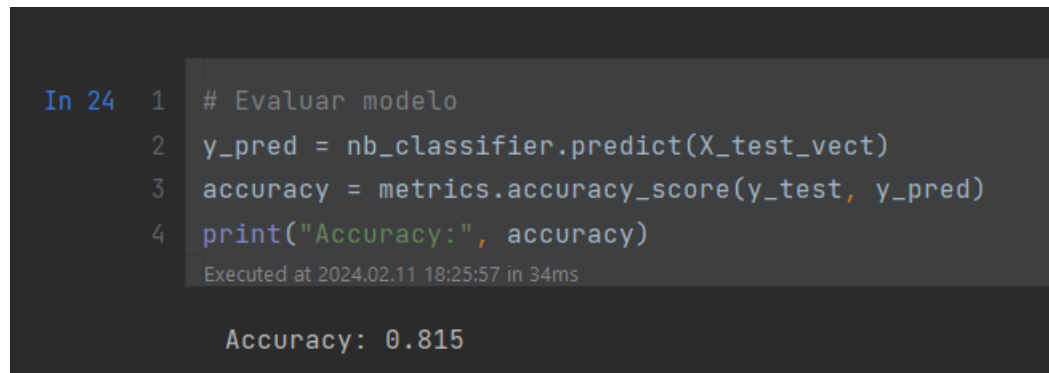 In 24 1 # Evaluar modelo
2 y_pred = nb_classifier.predict(X_test_vect)
3 accuracy = metrics.accuracy_score(y_test, y_pred)
4 print("Accuracy:", accuracy)
Executed at 2024.02.11 18:25:57 in 34ms
Accuracy: 0.815